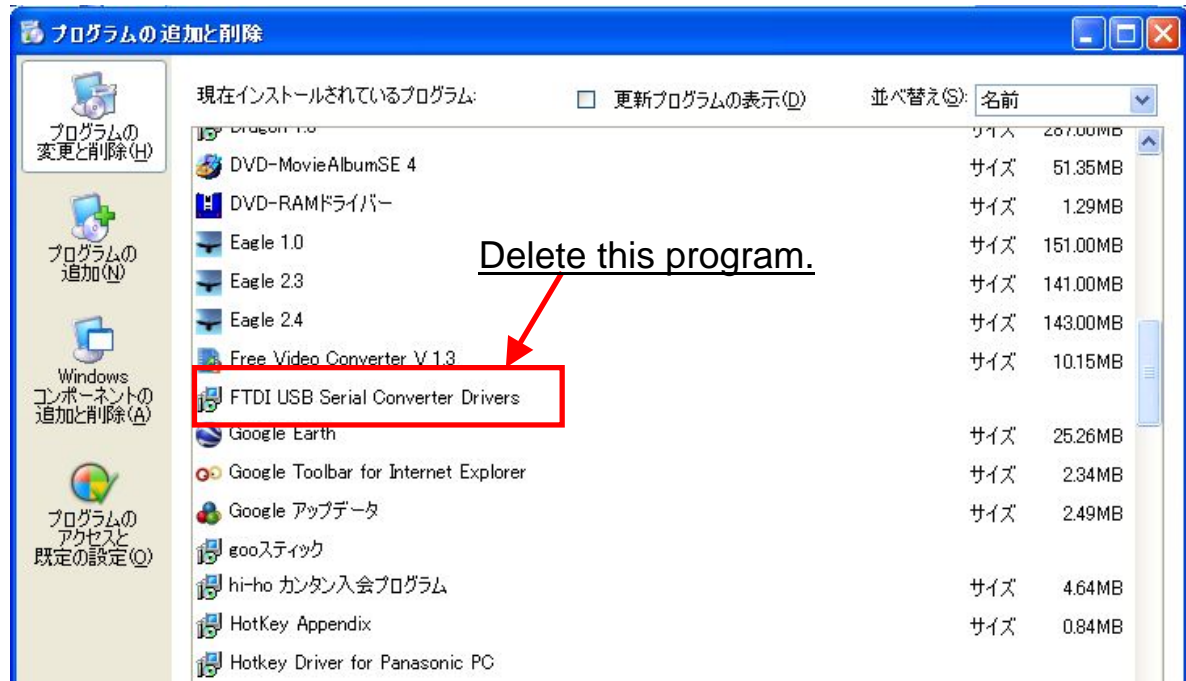 プログラムの追加と削除
現在インストールされているプログラム:
更新プログラムの表示(D)
並べ替え(S): 名前
プログラムの
変更と削除(H)
プログラムの
追加(N)
Windows
コンポーネントの
追加と削除(A)
プログラムの
アクセスと
既定の設定(O)
Dragon 1.0 サイズ 287.00MB
DVD-MovieAlbumSE 4 サイズ 51.35MB
DVD-RAMドライバー サイズ 1.29MB
Eagle 1.0 サイズ 151.00MB
Delete this program.
Eagle 2.3 サイズ 141.00MB
Eagle 2.4 サイズ 143.00MB
Free Video Converter V 1.3 サイズ 10.15MB
FTDI USB Serial Converter Drivers
Google Earth サイズ 25.26MB
Google Toolbar for Internet Explorer サイズ 2.34MB
Google アップデータ サイズ 2.49MB
gooスティック
hi-ho カンタン入会プログラム サイズ 4.64MB
HotKey Appendix サイズ 0.84MB
Hotkey Driver for Panasonic PC